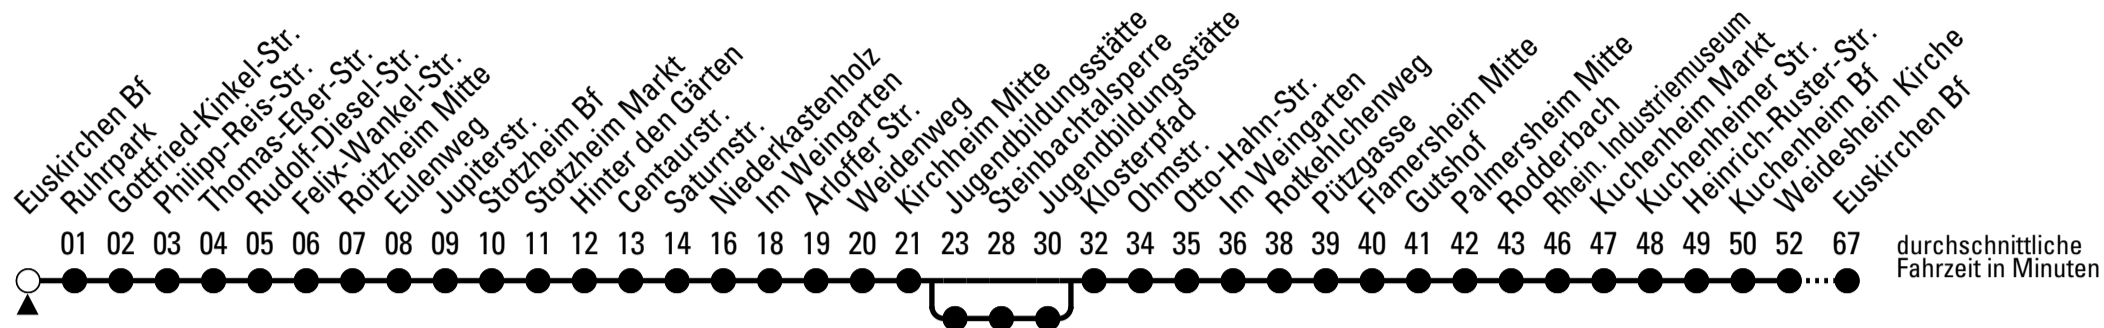 Euskirchen Bf
Ruhrpark
Gottfried-Kinkel-Str.
Philipp-Reis-Str.
Thomas-Eßer-Str.
Rudolf-Diesel-Str.
Felix-Wankel-Str.
Roitzheim Mitte
Eulenweg
Jupiterstr.
Stotzheim Bf
Stotzheim Markt
Hinter den Gärten
Centaurstr.
Saturnstr.
Niederkastenholz
Im Weingarten
Arloffer Str.
Weidenweg
Kirchheim Mitte
Jugendbildungsstätte
Steinbachtalsperre
Jugendbildungsstätte
Klosterpfad
Ohmstr.
Otto-Hahn-Str.
Im Weingarten
Rotkehlchenweg
Pützgasse
Flamersheim Mitte
Gutshof
Palmersheim Mitte
Rodderbach
Rhein. Industriemuseum
Kuchenheim Markt
Kuchenheimer Str.
Heinrich-Ruster-Str.
Kuchenheim Bf
Weidesheim Kirche
Euskirchen Bf
01 02 03 04 05 06 07 08 09 10 11 12 13 14 16 18 19 20 21 23 28 30 32 34 35 36 38 39 40 41 42 43 46 47 48 49 50 52 67
durchschnittliche
Fahrzeit in Minuten